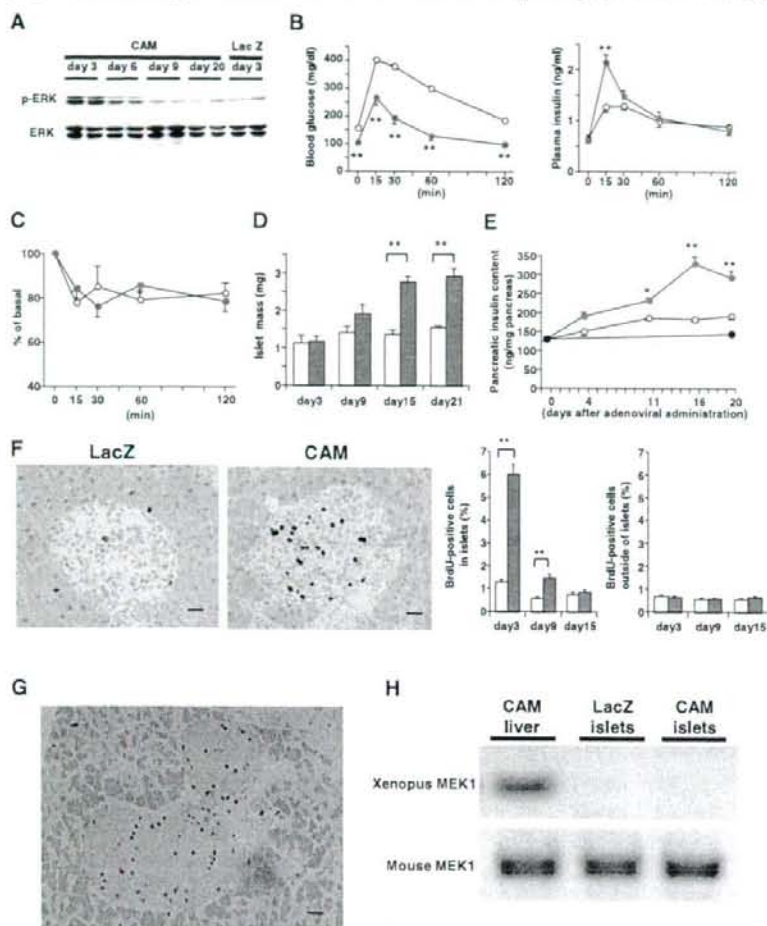 A
CAM Lac Z
day 3 day 6 day 9 day 20 day 3
p-ERK
ERK
B
Blood glucose (mg/dl)
400
300
200
100
0
** ** ** ** **
0 15 30 60 120
(min)
Plasma insulin (ng/ml)
2
1
0
**
0 15 30 60 120
(min)
C
% of basal
100
80
60
40
0 15 30 60 120
(min)
D
Islet mass (mg)
3
2
1
0
** **
day3 day9 day15 day21
E
Pancreatic insulin content
(ng/mg pancreas)
350
300
250
200
150
100
0
* ** **
0 4 11 16 20
(days after adenoviral administration)
F
LacZ CAM
BrdU-positive cells
in islets (%)
7
6
5
4
3
2
1
0
** **
day3 day9 day15
BrdU-positive cells
outside of islets (%)
7
6
5
4
3
2
1
0
day3 day9 day15
G
H
CAM LacZ CAM
liver islets islets
Xenopus MEK1
Mouse MEK1